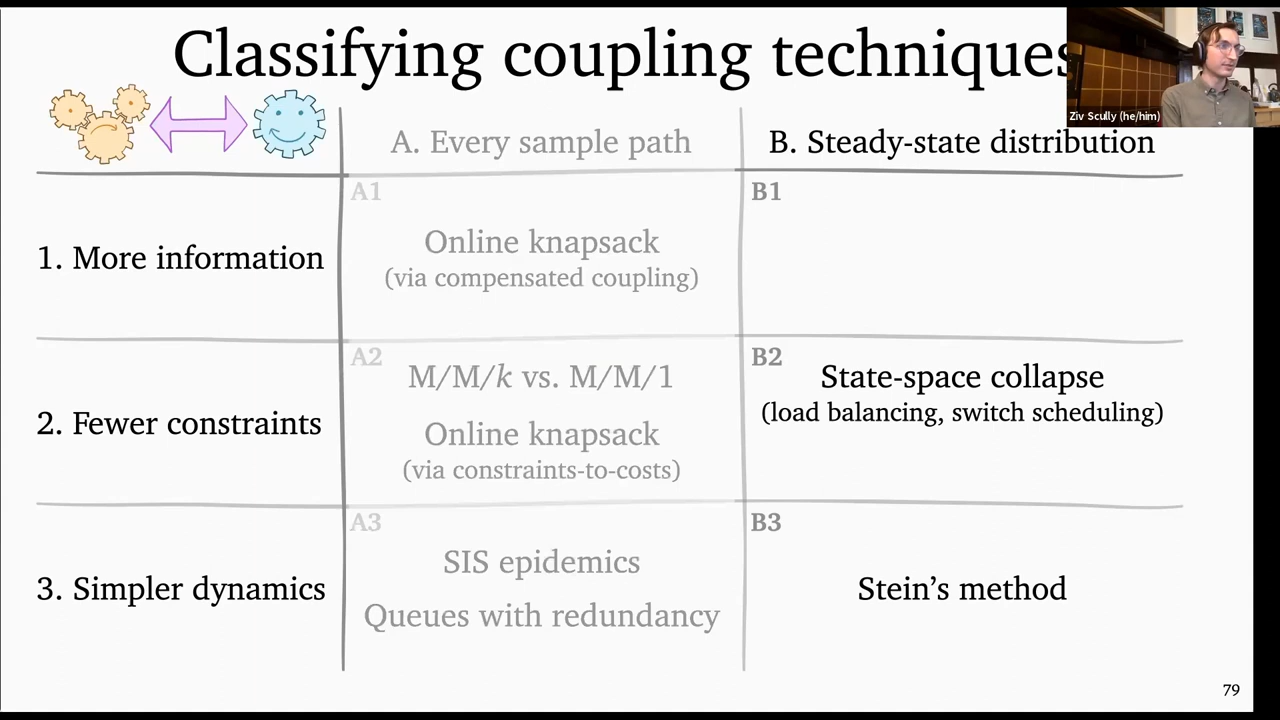 Classifying coupling techniques
Ziv Scully (he/him)
A. Every sample path
B. Steady-state distribution
1. More information
A1
Online knapsack
(via compensated coupling)
B1
2. Fewer constraints
A2
M/M/k vs. M/M/1
Online knapsack
(via constraints-to-costs)
B2
State-space collapse
(load balancing, switch scheduling)
3. Simpler dynamics
A3
SIS epidemics
Queues with redundancy
B3
Stein’s method
79